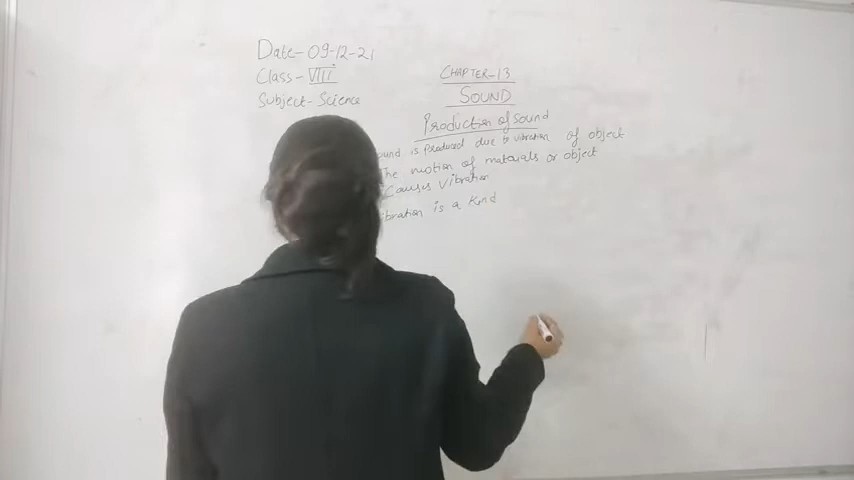 Date-09-12-21
Class-VIII
Subject-Science
CHAPTER-13
SOUND
Production of sound
ound is produced due to vibration of object
The motion of materials or object
Causes Vibration
ibration is a kind